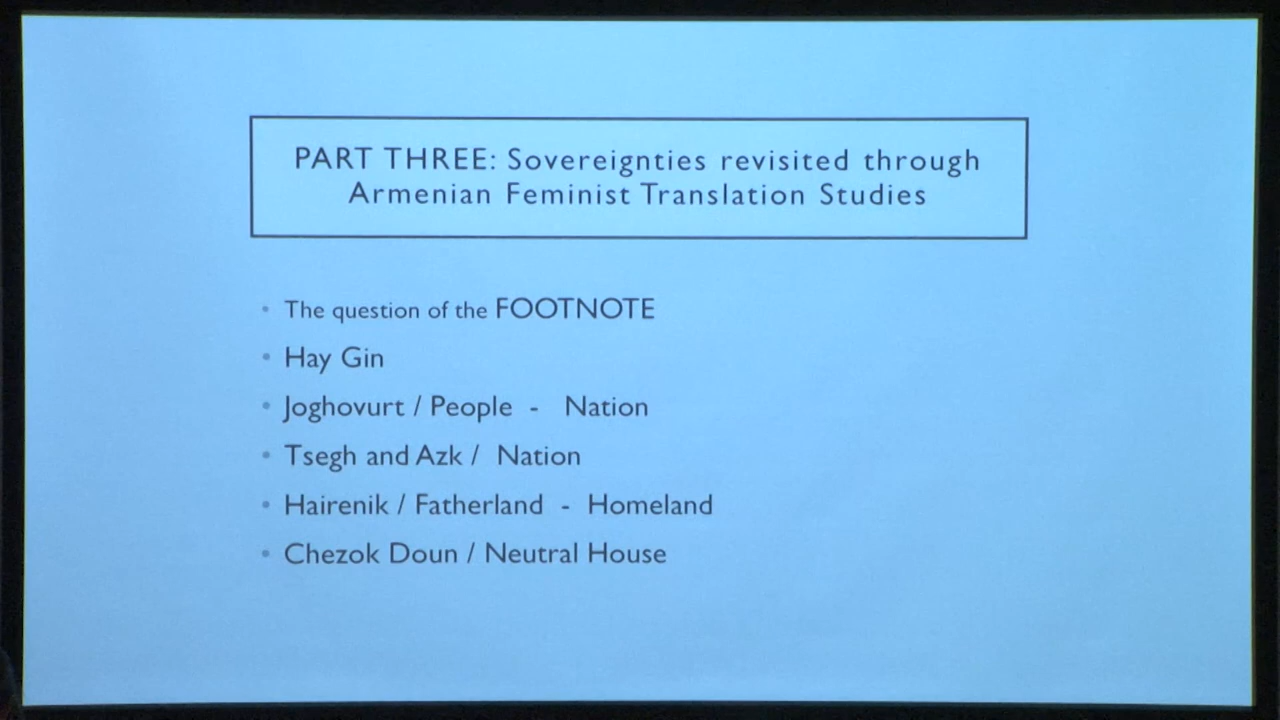 PART THREE: Sovereignties revisited through
Armenian Feminist Translation Studies
• The question of the FOOTNOTE
• Hay Gin
• Joghovurt / People - Nation
• Tsegh and Azk / Nation
• Hairenik / Fatherland - Homeland
• Chezok Doun / Neutral House